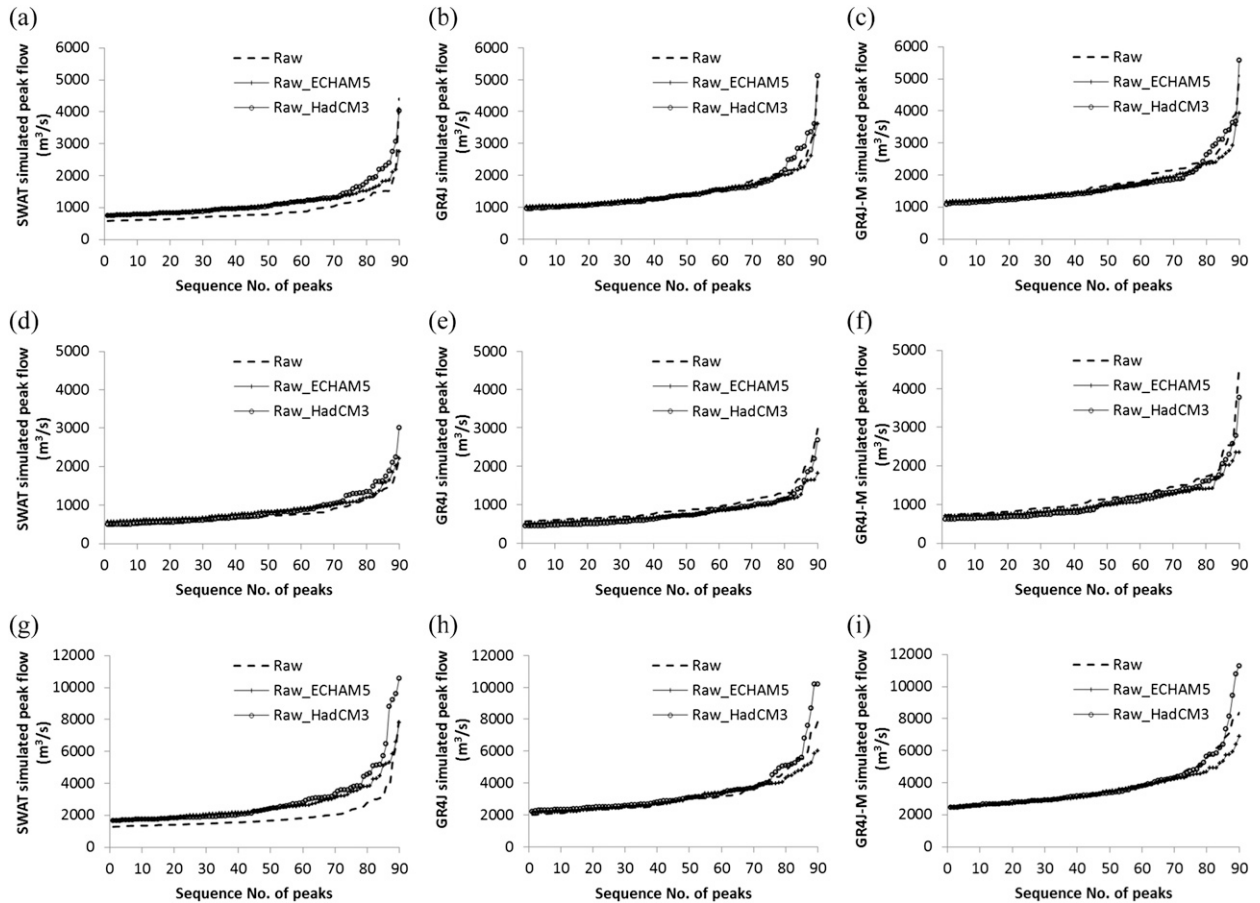 (a)
SWAT simulated peak flow
(m³/s)
6000
5000
4000
3000
2000
1000
0
Raw
Raw_ECHAM5
Raw_HadCM3
0 10 20 30 40 50 60 70 80 90
Sequence No. of peaks
(b)
GR4J simulated peak flow
(m³/s)
6000
5000
4000
3000
2000
1000
0
Raw
Raw_ECHAM5
Raw_HadCM3
0 10 20 30 40 50 60 70 80 90
Sequence No. of peaks
(c)
GR4J-M simulated peak flow
(m³/s)
6000
5000
4000
3000
2000
1000
0
Raw
Raw_ECHAM5
Raw_HadCM3
0 10 20 30 40 50 60 70 80 90
Sequence No. of peaks
(d)
SWAT simulated peak flow
(m³/s)
5000
4000
3000
2000
1000
0
Raw
Raw_ECHAM5
Raw_HadCM3
0 10 20 30 40 50 60 70 80 90
Sequence No. of peaks
(e)
GR4J simulated peak flow
(m³/s)
5000
4000
3000
2000
1000
0
Raw
Raw_ECHAM5
Raw_HadCM3
0 10 20 30 40 50 60 70 80 90
Sequence No. of peaks
(f)
GR4J-M simulated peak flow
(m³/s)
5000
4000
3000
2000
1000
0
Raw
Raw_ECHAM5
Raw_HadCM3
0 10 20 30 40 50 60 70 80 90
Sequence No. of peaks
(g)
SWAT simulated peak flow
(m³/s)
12000
10000
8000
6000
4000
2000
0
Raw
Raw_ECHAM5
Raw_HadCM3
0 10 20 30 40 50 60 70 80 90
Sequence No. of peaks
(h)
GR4J simulated peak flow
(m³/s)
12000
10000
8000
6000
4000
2000
0
Raw
Raw_ECHAM5
Raw_HadCM3
0 10 20 30 40 50 60 70 80 90
Sequence No. of peaks
(i)
GR4J-M simulated peak flow
(m³/s)
12000
10000
8000
6000
4000
2000
0
Raw
Raw_ECHAM5
Raw_HadCM3
0 10 20 30 40 50 60 70 80 90
Sequence No. of peaks